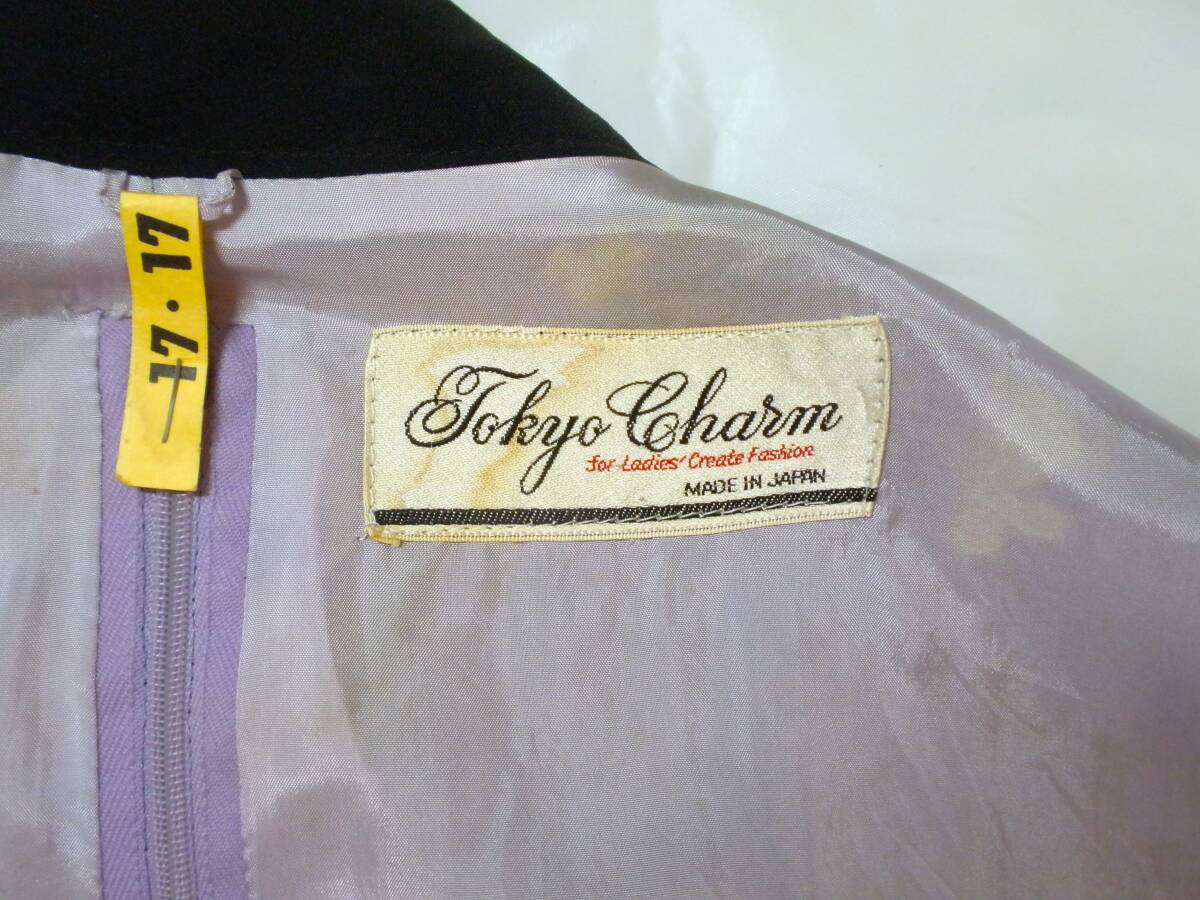 17・17
Tokyo Charm
for Ladies' Create Fashion
MADE IN JAPAN